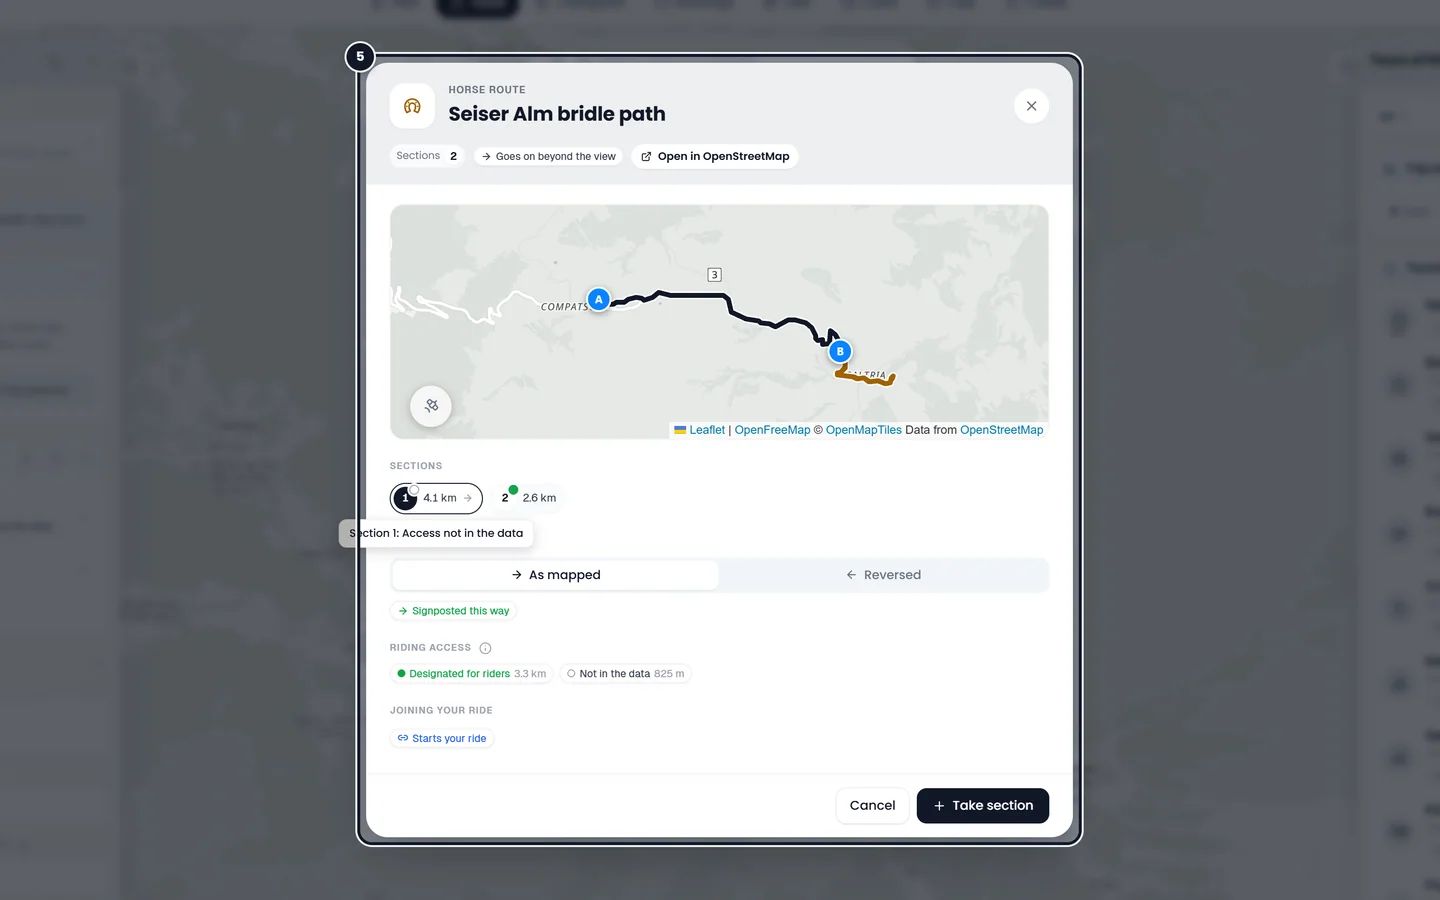 5
HORSE ROUTE
Seiser Alm bridle path
Sections 2
Goes on beyond the view
Open in OpenStreetMap
3
A
COMPATS
B
ALTRIA
Leaflet | OpenFreeMap © OpenMapTiles Data from OpenStreetMap
SECTIONS
1 4.1 km
2 2.6 km
Section 1: Access not in the data
As mapped
Reversed
Signposted this way
RIDING ACCESS
Designated for riders 3.3 km
Not in the data 825 m
JOINING YOUR RIDE
Starts your ride
Cancel
Take section